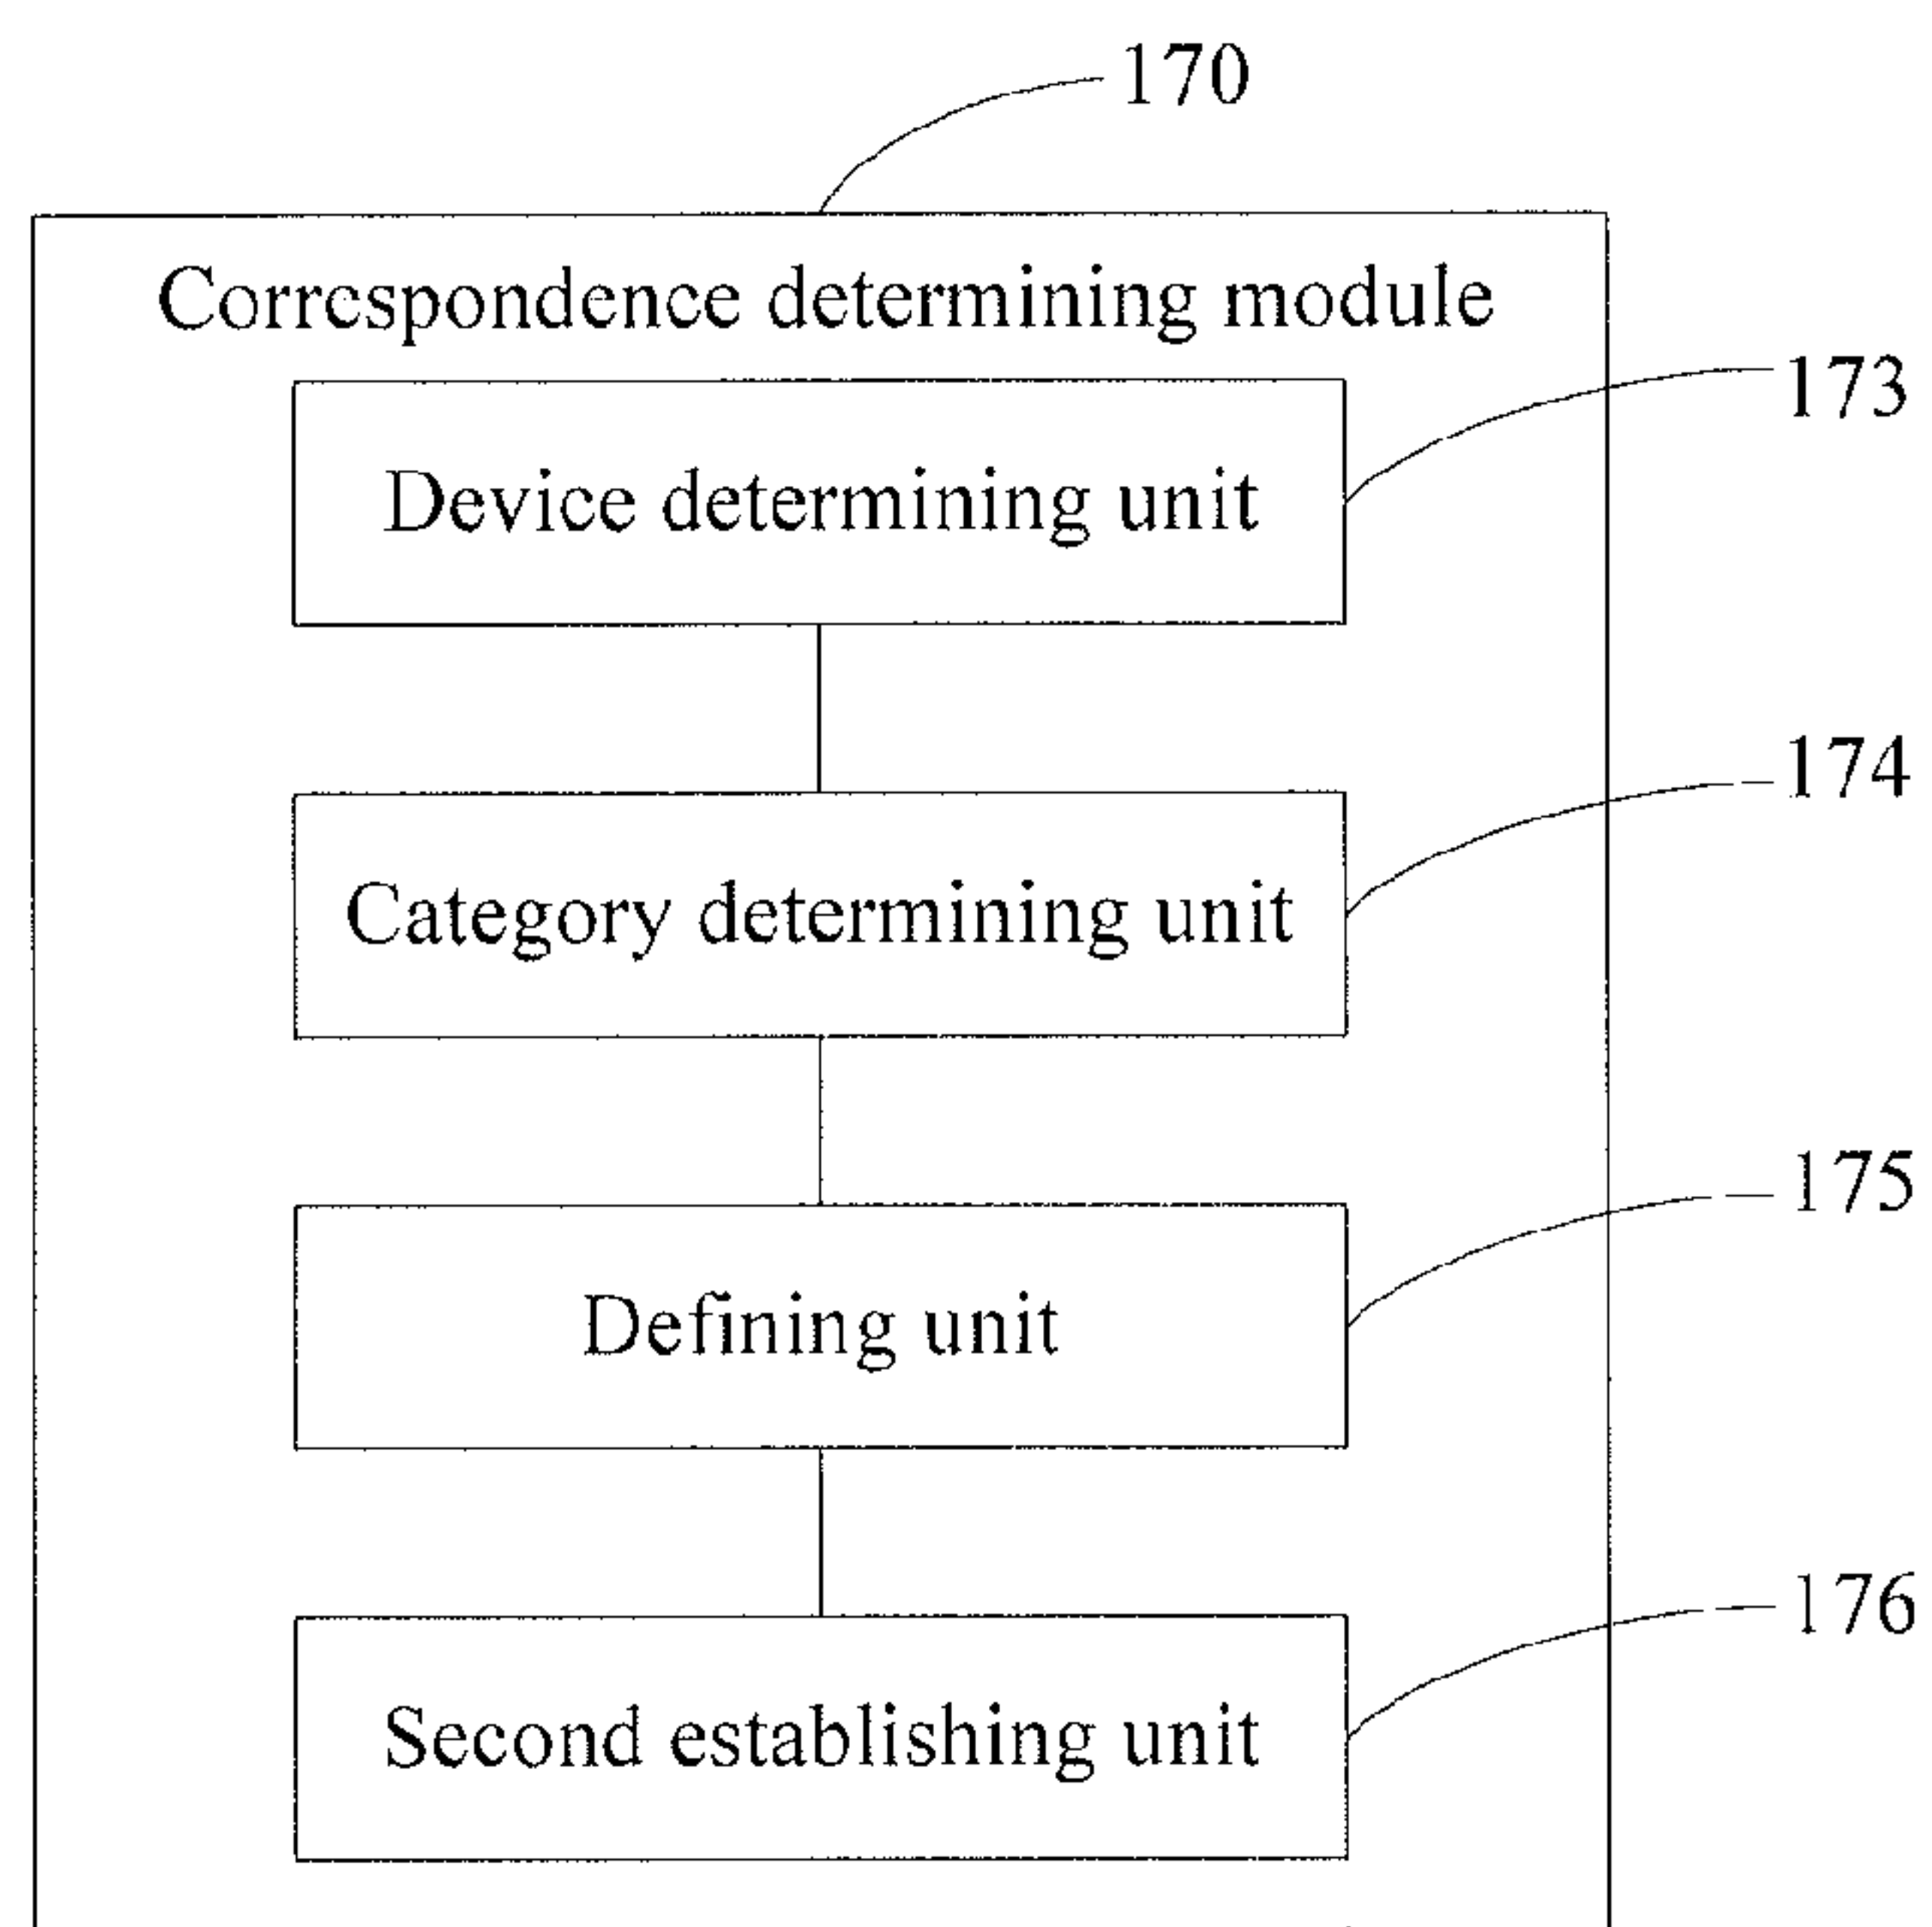 170
Correspondence determining module
173
Device determining unit
174
Category determining unit
175
Defining unit
176
Second establishing unit